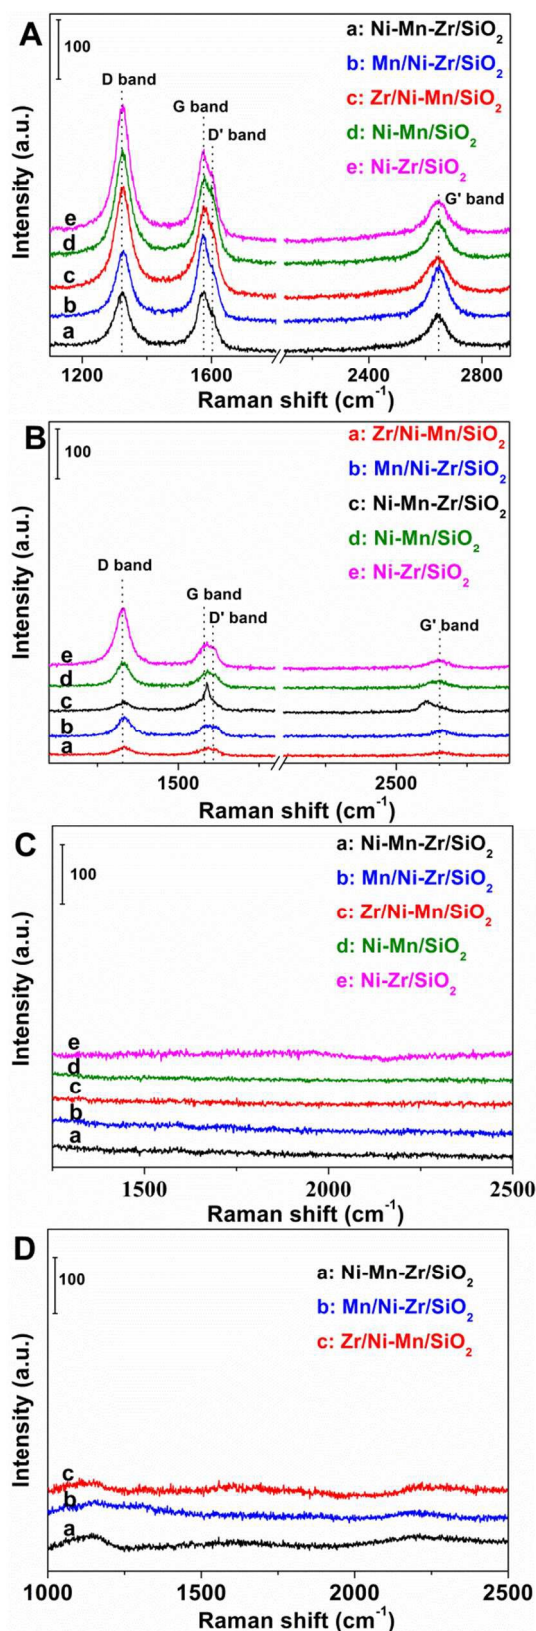 A
100
a: Ni-Mn-Zr/SiO2
b: Mn/Ni-Zr/SiO2
c: Zr/Ni-Mn/SiO2
d: Ni-Mn/SiO2
e: Ni-Zr/SiO2
D band
G band
D' band
G' band
e
d
c
b
a
Intensity (a.u.)
1200 1600 2400 2800
Raman shift (cm-1)
B
100
a: Zr/Ni-Mn/SiO2
b: Mn/Ni-Zr/SiO2
c: Ni-Mn-Zr/SiO2
d: Ni-Mn/SiO2
e: Ni-Zr/SiO2
D band
G band
D' band
G' band
e
d
c
b
a
Intensity (a.u.)
1500 2500
Raman shift (cm-1)
C
100
a: Ni-Mn-Zr/SiO2
b: Mn/Ni-Zr/SiO2
c: Zr/Ni-Mn/SiO2
d: Ni-Mn/SiO2
e: Ni-Zr/SiO2
e
d
c
b
a
Intensity (a.u.)
1500 2000 2500
Raman shift (cm-1)
D
100
a: Ni-Mn-Zr/SiO2
b: Mn/Ni-Zr/SiO2
c: Zr/Ni-Mn/SiO2
c
b
a
Intensity (a.u.)
1000 1500 2000 2500
Raman shift (cm-1)